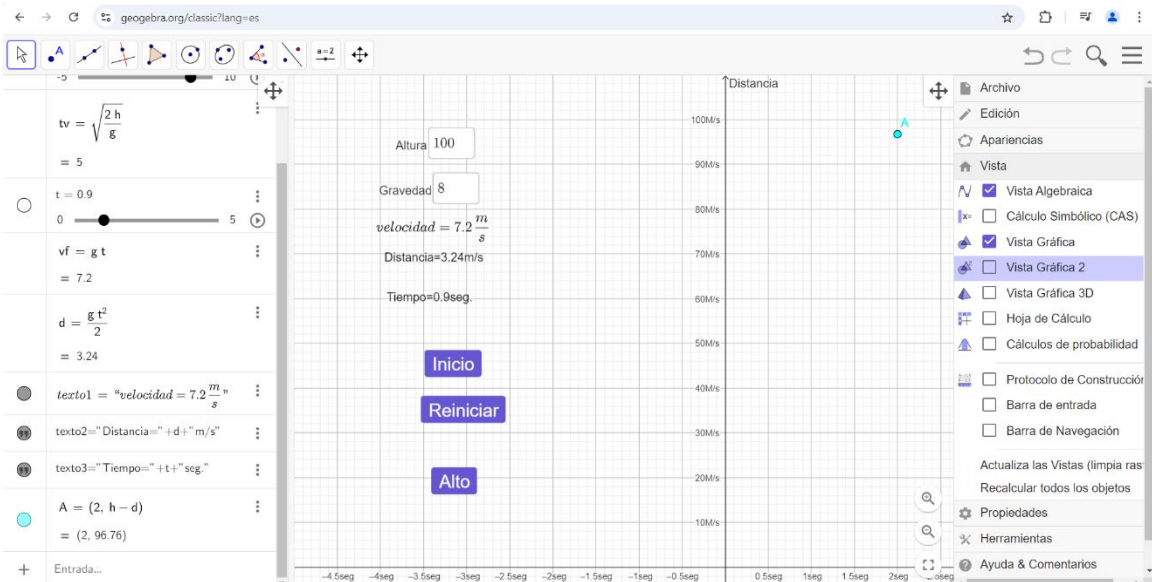 geogebra.org/classic?lang=es
A
a=2
-5 10
tv = √(2 h / g)
= 5
t = 0.9
0 5
vf = g t
= 7.2
d = g t² / 2
= 3.24
texto1 = “velocidad = 7.2 m/s”
texto2="Distancia="+d+"m/s"
texto3="Tiempo="+t+"seg."
A = (2, h − d)
= (2, 96.76)
+ Entrada...
Altura 100
Gravedad 8
velocidad = 7.2 m/s
Distancia=3.24m/s
Tiempo=0.9seg.
Inicio
Reiniciar
Alto
Distancia
A
100M/s
90M/s
80M/s
70M/s
60M/s
50M/s
40M/s
30M/s
20M/s
10M/s
-4.5seg -4seg -3.5seg -3seg -2.5seg -2seg -1.5seg -1seg -0.5seg 0.5seg 1seg 1.5seg 2seg
Archivo
Edición
Apariencias
Vista
Vista Algebraica
x= Cálculo Simbólico (CAS)
Vista Gráfica
Vista Gráfica 2
Vista Gráfica 3D
Hoja de Cálculo
Cálculos de probabilidad
Protocolo de Construcción
Barra de entrada
Barra de Navegación
Actualiza las Vistas (limpia ras
Recalcular todos los objetos
Propiedades
Herramientas
Ayuda & Comentarios